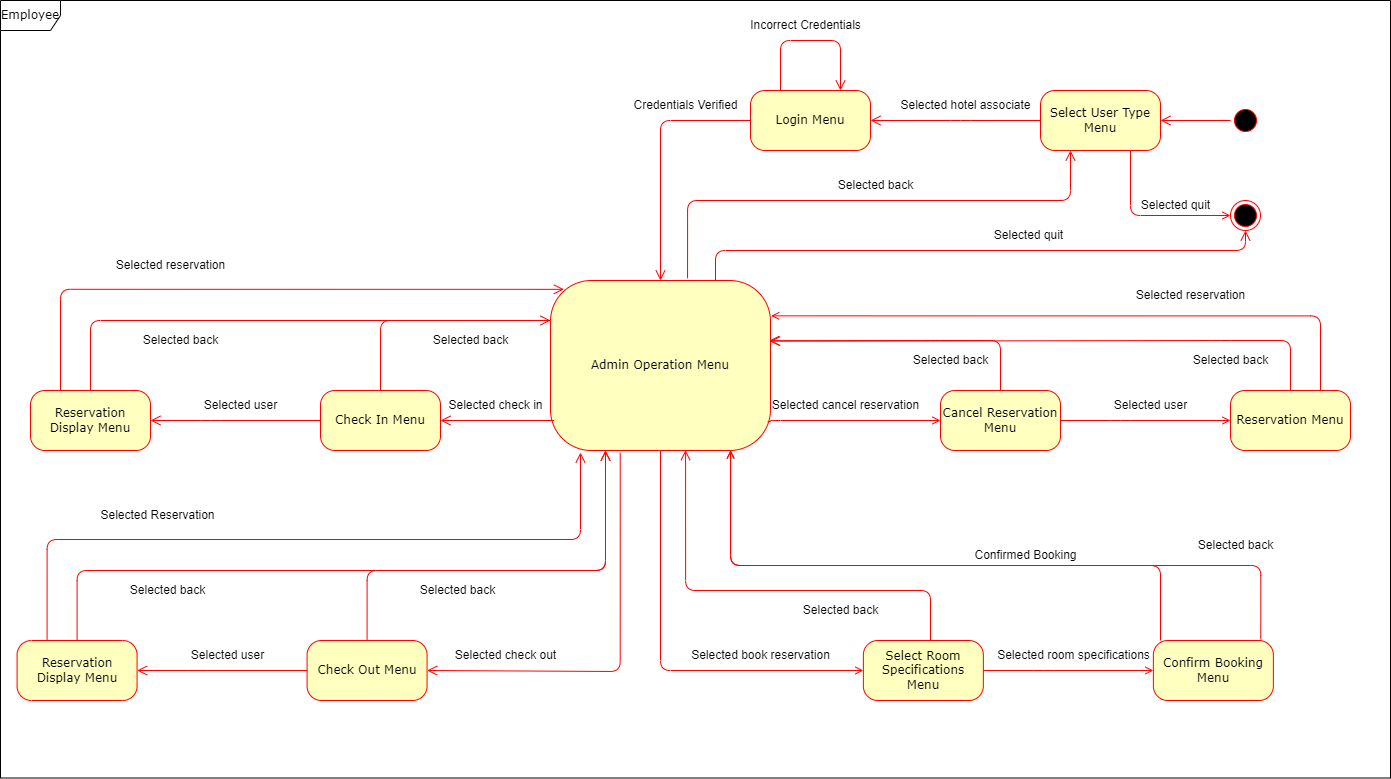 Employee
Incorrect Credentials
Credentials Verified
Login Menu
Selected hotel associate
Select User Type
Menu
Selected back
Selected quit
Selected quit
Selected reservation
Selected reservation
Selected back
Selected back
Admin Operation Menu
Selected back
Selected back
Reservation
Display Menu
Selected user
Check In Menu
Selected check in
Selected cancel reservation
Cancel Reservation
Menu
Selected user
Reservation Menu
Selected Reservation
Selected back
Confirmed Booking
Selected back
Selected back
Selected back
Reservation
Display Menu
Selected user
Check Out Menu
Selected check out
Selected book reservation
Select Room
Specifications
Menu
Selected room specifications
Confirm Booking
Menu